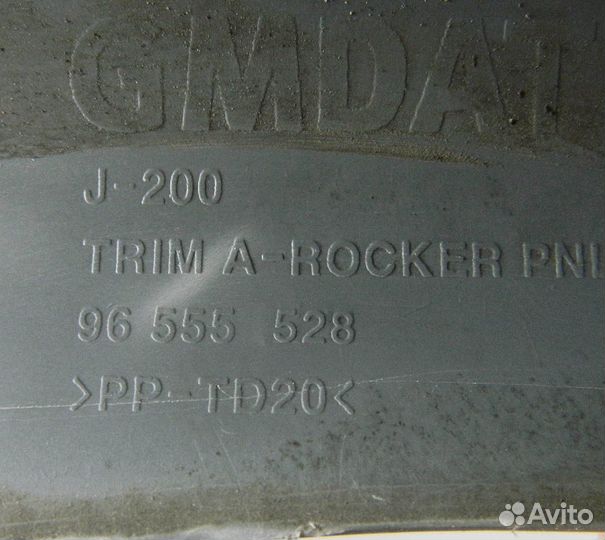 GMDAT
J-200
TRIM A-ROCKER PNL
96 555 528
>PP-TD20<
Avito